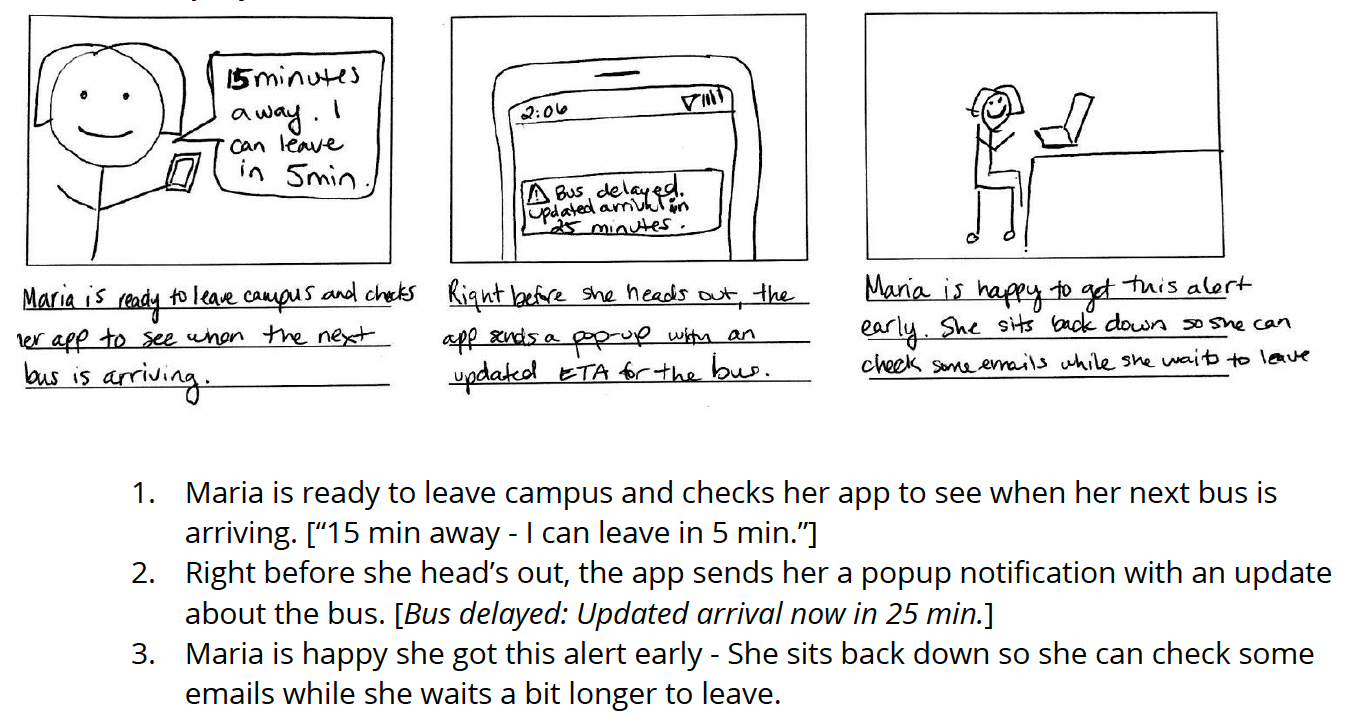 15 minutes
away. I
can leave
in 5min.
Maria is ready to leave campus and checks
her app to see when the next
bus is arriving.
2:06
⚠ Bus delayed.
updated arrival in
25 minutes.
Right before she heads out, the
app sends a pop-up with an
updated ETA for the bus.
Maria is happy to get this alert
early. She sits back down so she can
check some emails while she waits to leave
1. Maria is ready to leave campus and checks her app to see when her next bus is
arriving. [“15 min away - I can leave in 5 min.”]
2. Right before she head’s out, the app sends her a popup notification with an update
about the bus. [Bus delayed: Updated arrival now in 25 min.]
3. Maria is happy she got this alert early - She sits back down so she can check some
emails while she waits a bit longer to leave.